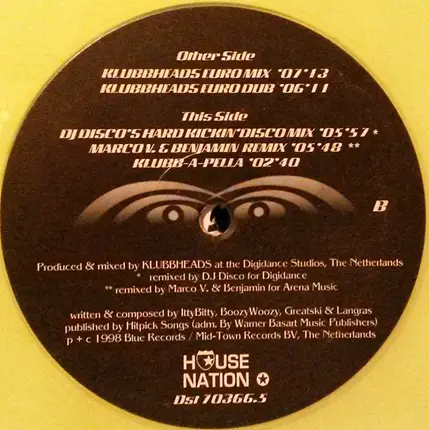 Other Side
KLUBBHEADS EURO MIX *07'13
KLUBBHEADS EURO DUB *06'11
This Side
DJ DISCO'S HARD KICKIN' DISCO MIX *05'57 *
MARCO V. & BENJAMIN REMIX *05'48 **
KLUBB-A-PELLA *02'40
B
Produced & mixed by KLUBBHEADS at the Digidance Studios, The Netherlands
* remixed by DJ Disco for Digidance
** remixed by Marco V. & Benjamin for Arena Music
written & composed by IttyBitty, BoozyWoozy, Greatski & Langras
published by Hitpick Songs (adm. By Warner Basart Music Publishers)
p + c 1998 Blue Records / Mid-Town Records BV, The Netherlands
HOUSE
NATION
Dst 70366.5